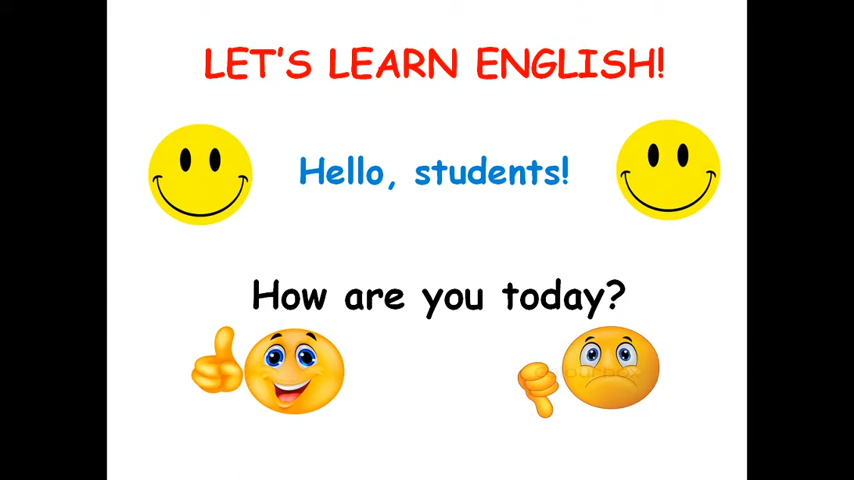 LET'S LEARN ENGLISH!
Hello, students!
How are you today?